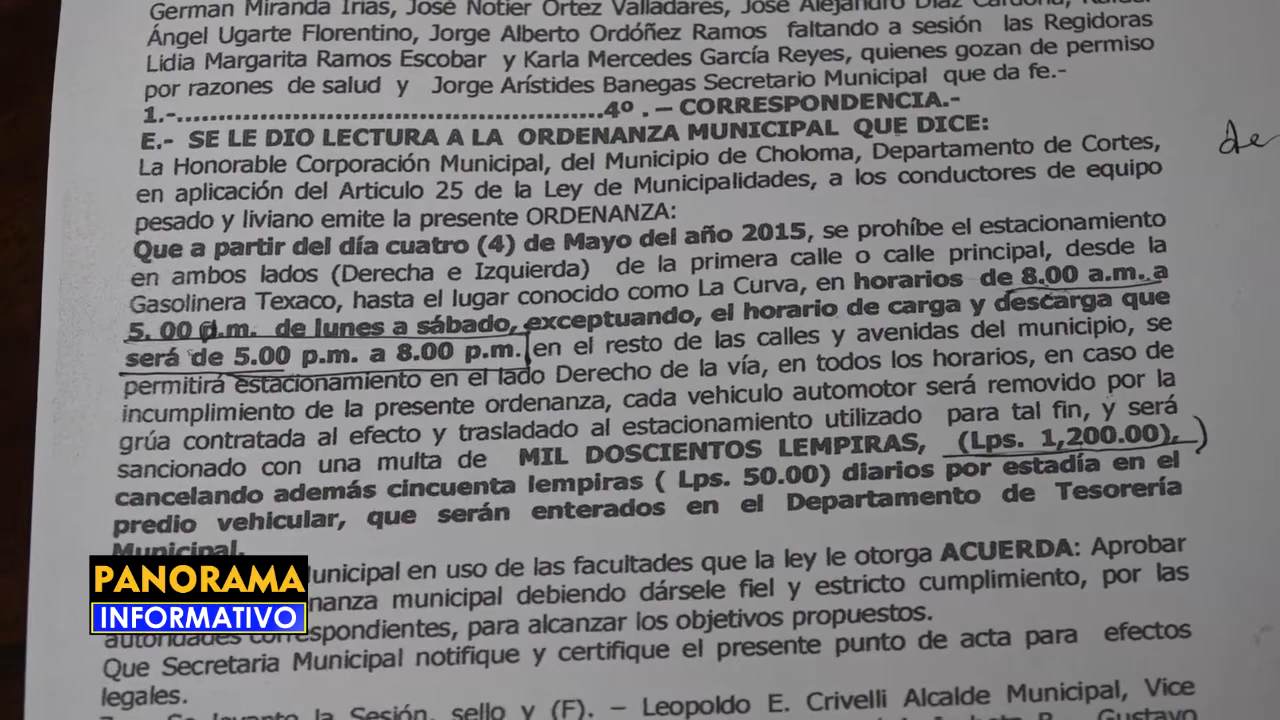 German Miranda Irías, José Notier Ortez Valladares, José Alejandro Díaz
Ángel Ugarte Florentino, Jorge Alberto Ordóñez Ramos faltando a sesión las Regidoras
Lidia Margarita Ramos Escobar y Karla Mercedes García Reyes, quienes gozan de permiso
por razones de salud y Jorge Arístides Banegas Secretario Municipal que da fe.-
1.-................................................4º . – CORRESPONDENCIA.-
E.- SE LE DIO LECTURA A LA ORDENANZA MUNICIPAL QUE DICE:
de
La Honorable Corporación Municipal, del Municipio de Choloma, Departamento de Cortes,
en aplicación del Articulo 25 de la Ley de Municipalidades, a los conductores de equipo
pesado y liviano emite la presente ORDENANZA:
Que a partir del día cuatro (4) de Mayo del año 2015, se prohíbe el estacionamiento
en ambos lados (Derecha e Izquierda) de la primera calle o calle principal, desde la
Gasolinera Texaco, hasta el lugar conocido como La Curva, en horarios de 8.00 a.m. a
5. 00 p.m. de lunes a sábado, exceptuando, el horario de carga y descarga que
será de 5.00 p.m. a 8.00 p.m. en el resto de las calles y avenidas del municipio, se
permitirá estacionamiento en el lado Derecho de la vía, en todos los horarios, en caso de
incumplimiento de la presente ordenanza, cada vehiculo automotor será removido por la
grúa contratada al efecto y trasladado al estacionamiento utilizado para tal fin, y será
sancionado con una multa de MIL DOSCIENTOS LEMPIRAS, (Lps. 1,200.00),
cancelando además cincuenta lempiras ( Lps. 50.00) diarios por estadía en el
predio vehicular, que serán enterados en el Departamento de Tesorería
Municipal.
unicipal en uso de las facultades que la ley le otorga ACUERDA: Aprobar
nanza municipal debiendo dársele fiel y estricto cumplimiento, por las
autoridades correspondientes, para alcanzar los objetivos propuestos.
Que Secretaria Municipal notifique y certifique el presente punto de acta para efectos
legales.
Se levanto la Sesión, sello y (F). – Leopoldo E. Crivelli Alcalde Municipal, Vice
Gustavo
PANORAMA
INFORMATIVO